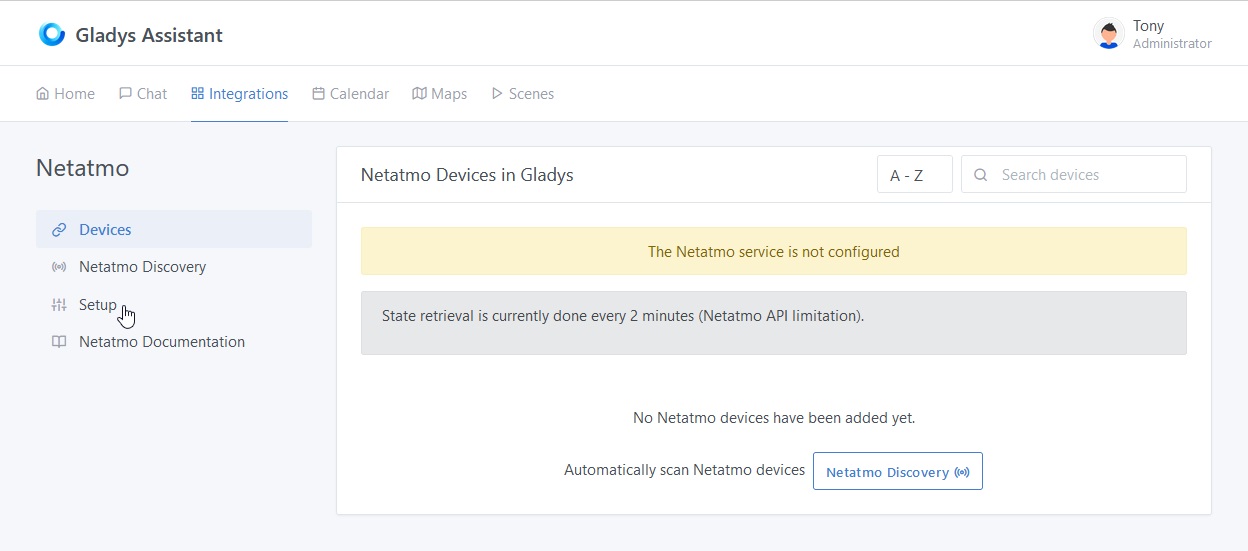 Gladys Assistant
Tony
Administrator
Home Chat Integrations Calendar Maps Scenes
Netatmo
Devices
Netatmo Discovery
Setup
Netatmo Documentation
Netatmo Devices in Gladys
A - Z
Search devices
The Netatmo service is not configured
State retrieval is currently done every 2 minutes (Netatmo API limitation).
No Netatmo devices have been added yet.
Automatically scan Netatmo devices Netatmo Discovery